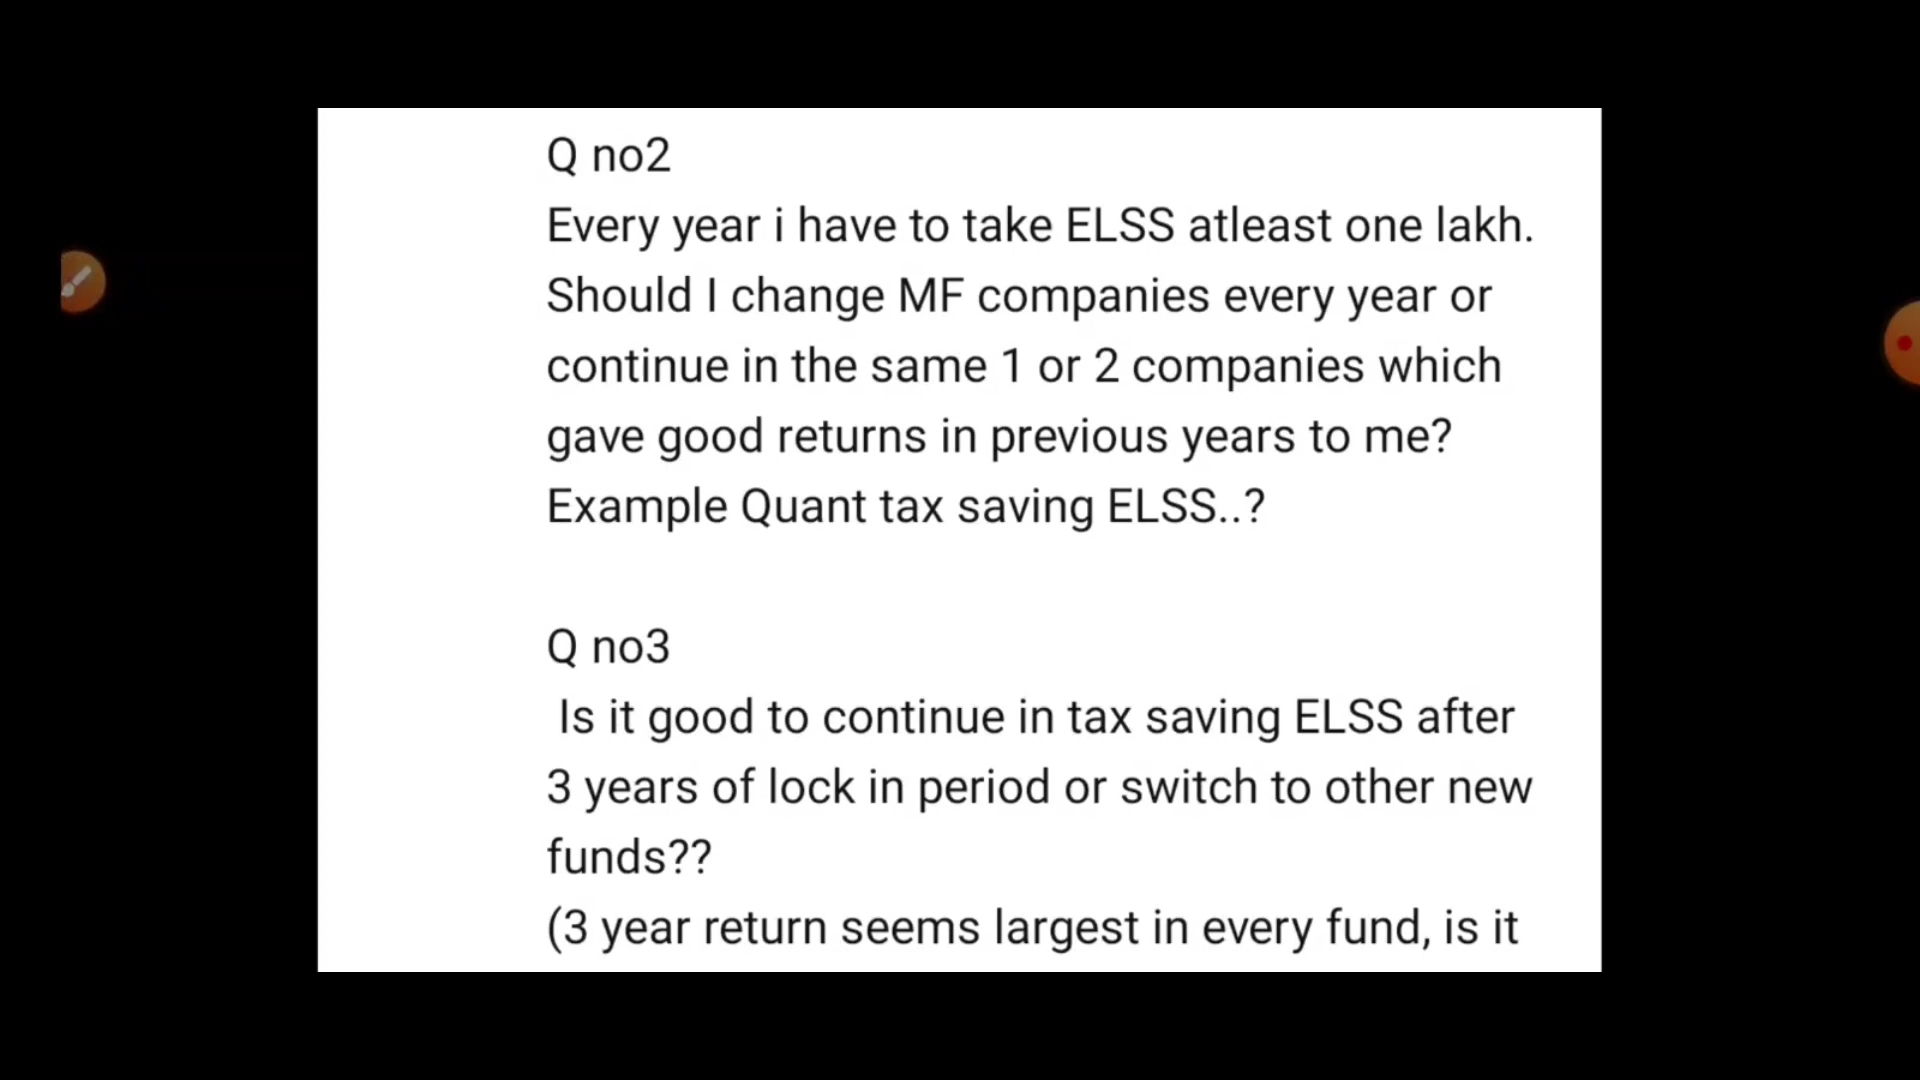 Q no2
Every year i have to take ELSS atleast one lakh.
Should I change MF companies every year or
continue in the same 1 or 2 companies which
gave good returns in previous years to me?
Example Quant tax saving ELSS..?
Q no3
Is it good to continue in tax saving ELSS after
3 years of lock in period or switch to other new
funds??
(3 year return seems largest in every fund, is it